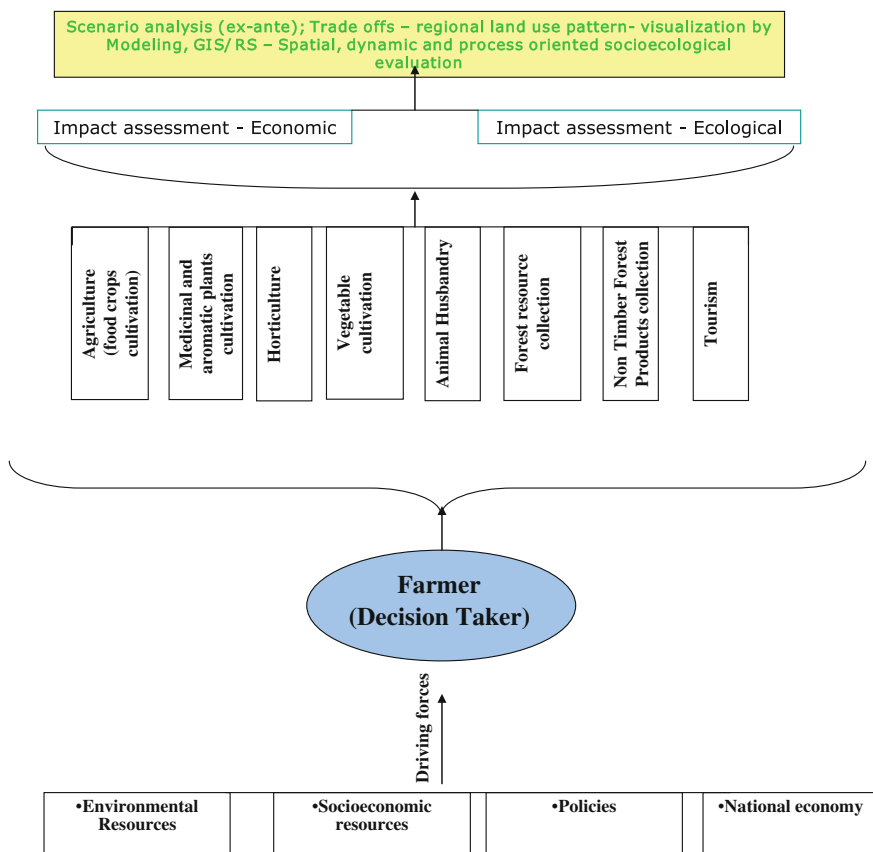 Scenario analysis (ex-ante); Trade offs – regional land use pattern- visualization by
Modeling, GIS/RS – Spatial, dynamic and process oriented socioecological
evaluation
Impact assessment - Economic
Impact assessment - Ecological
Agriculture
(food crops
cultivation)
Medicinal and
aromatic plants
cultivation
Horticulture
Vegetable
cultivation
Animal Husbandry
Forest resource
collection
Non Timber Forest
Products collection
Tourism
Farmer
(Decision Taker)
Driving forces
•Environmental
Resources
•Socioeconomic
resources
•Policies
•National economy